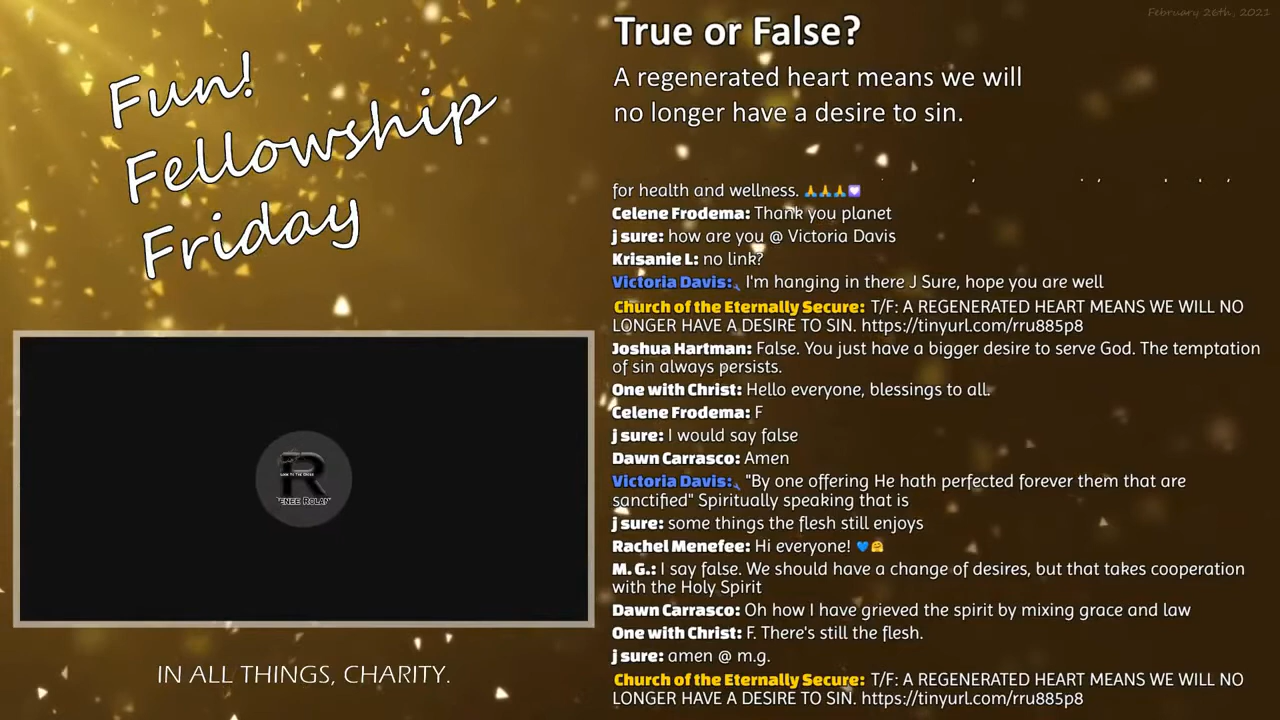 February 26th, 2021
Fun!
Fellowship
Friday
True or False?
A regenerated heart means we will
no longer have a desire to sin.
for health and wellness. 🙏🙏🙏💟
Celene Frodema: Thank you planet
j sure: how are you @ Victoria Davis
Krisanie L: no link?
Victoria Davis: I'm hanging in there J Sure, hope you are well
Church of the Eternally Secure: T/F: A REGENERATED HEART MEANS WE WILL NO
LONGER HAVE A DESIRE TO SIN. https://tinyurl.com/rru885p8
Joshua Hartman: False. You just have a bigger desire to serve God. The temptation
of sin always persists.
One with Christ: Hello everyone, blessings to all.
Celene Frodema: F
j sure: I would say false
Dawn Carrasco: Amen
Victoria Davis: "By one offering He hath perfected forever them that are
sanctified" Spiritually speaking that is
j sure: some things the flesh still enjoys
Rachel Menefee: Hi everyone! 💙🤗
M. G.: I say false. We should have a change of desires, but that takes cooperation
with the Holy Spirit
Dawn Carrasco: Oh how I have grieved the spirit by mixing grace and law
One with Christ: F. There's still the flesh.
j sure: amen @ m.g.
Church of the Eternally Secure: T/F: A REGENERATED HEART MEANS WE WILL NO
LONGER HAVE A DESIRE TO SIN. https://tinyurl.com/rru885p8
R
LOOK TO THE CROSS
IN ALL THINGS, CHARITY.